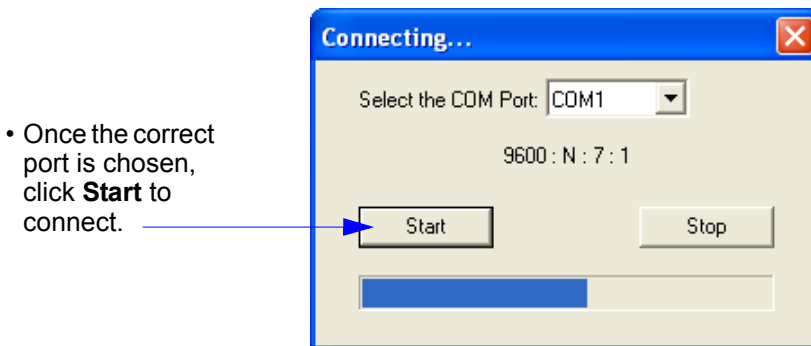 Connecting...
Select the COM Port: COM1
9600 : N : 7 : 1
• Once the correct
port is chosen,
click Start to
connect.
Start
Stop